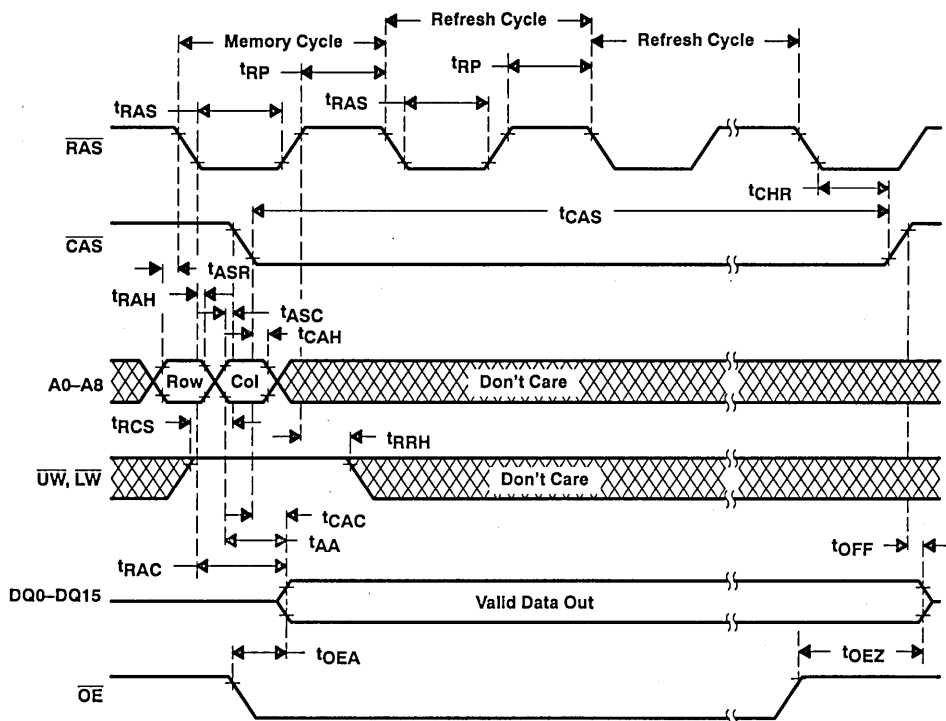 Refresh Cycle
Memory Cycle
Refresh Cycle
tRP
tRP
tRAS
tRAS
RAS
tCHR
tCAS
CAS
tASR
tRAH
tASC
tCAH
A0–A8
Row
Col
Don't Care
tRCS
tRRH
UW, LW
Don't Care
tCAC
tAA
tOFF
tRAC
DQ0–DQ15
Valid Data Out
tOEA
tOEZ
OE